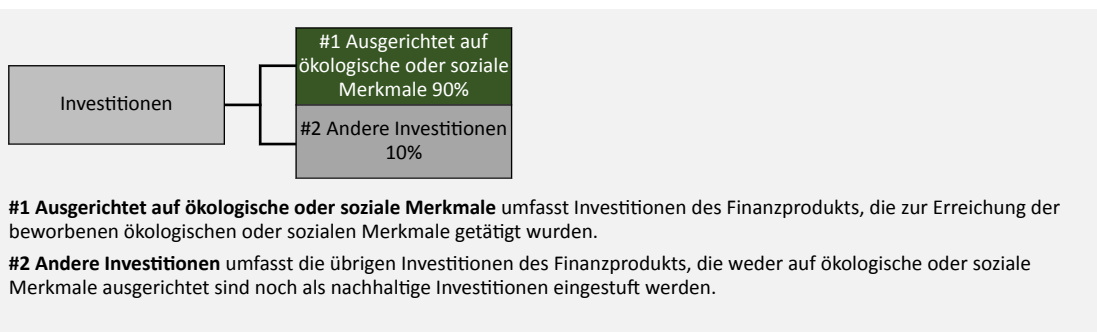 #1 Ausgerichtet auf
ökologische oder soziale
Merkmale 90%
Investitionen
#2 Andere Investitionen
10%
#1 Ausgerichtet auf ökologische oder soziale Merkmale umfasst Investitionen des Finanzprodukts, die zur Erreichung der
beworbenen ökologischen oder sozialen Merkmale getätigt wurden.
#2 Andere Investitionen umfasst die übrigen Investitionen des Finanzprodukts, die weder auf ökologische oder soziale
Merkmale ausgerichtet sind noch als nachhaltige Investitionen eingestuft werden.